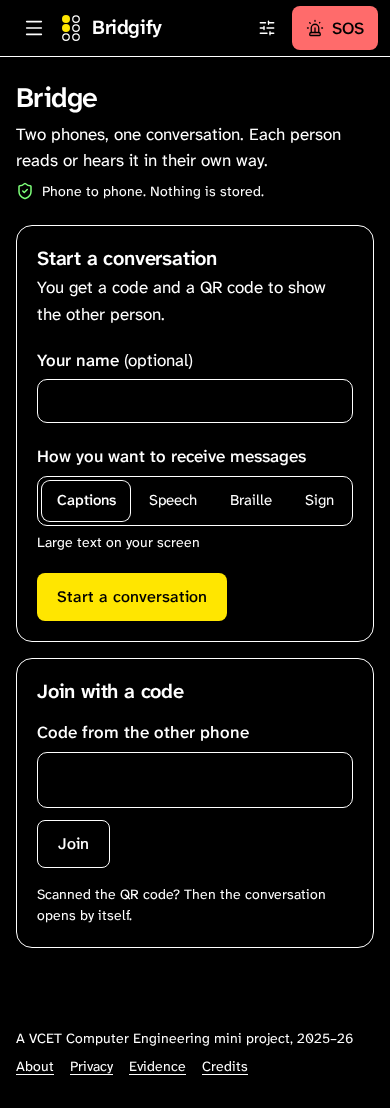 Bridgify
SOS
Bridge
Two phones, one conversation. Each person
reads or hears it in their own way.
Phone to phone. Nothing is stored.
Start a conversation
You get a code and a QR code to show
the other person.
Your name (optional)
How you want to receive messages
Captions Speech Braille Sign
Large text on your screen
Start a conversation
Join with a code
Code from the other phone
Join
Scanned the QR code? Then the conversation
opens by itself.
A VCET Computer Engineering mini project, 2025–26
About Privacy Evidence Credits